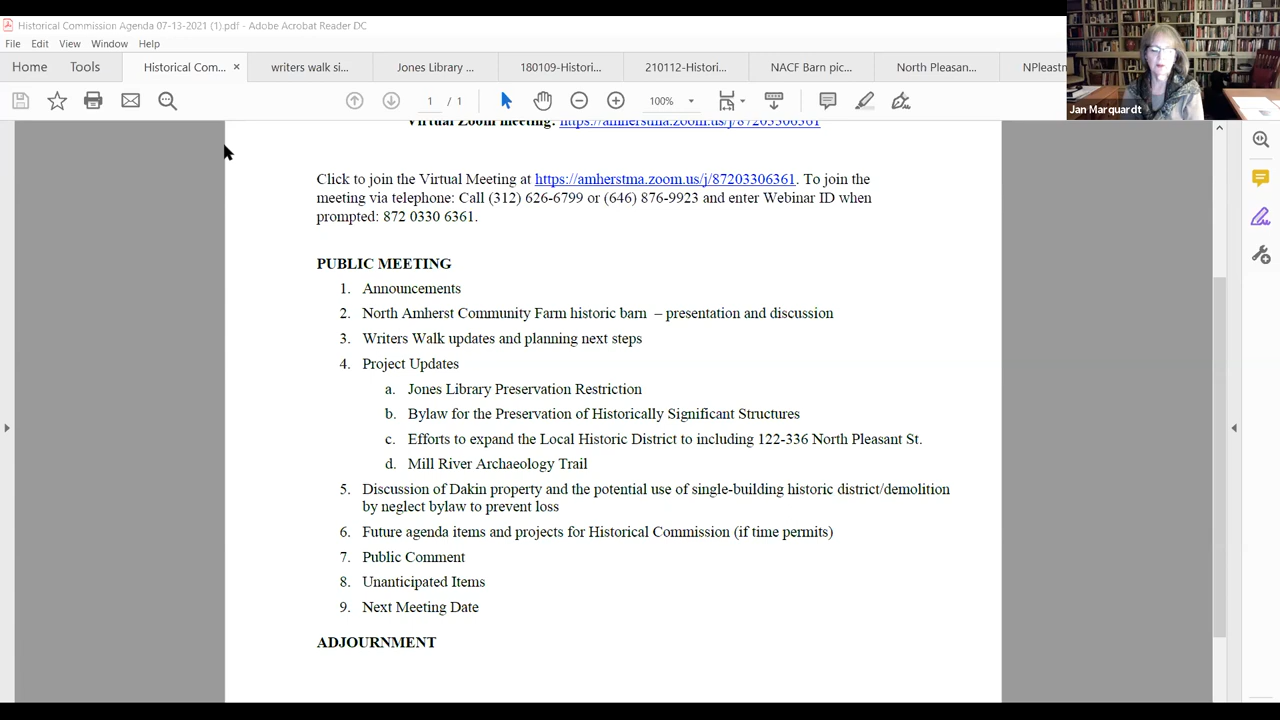 Historical Commission Agenda 07-13-2021 (1).pdf - Adobe Acrobat Reader DC
File Edit View Window Help
Home Tools Historical Com... × writers walk si... Jones Library ... 180109-Histori... 210112-Histori... NACF Barn pic... North Pleasan... NPleastn
1 / 1 100%
Jan Marquardt
Virtual Zoom meeting: https://amherstma.zoom.us/j/87203306361
Click to join the Virtual Meeting at https://amherstma.zoom.us/j/87203306361. To join the
meeting via telephone: Call (312) 626-6799 or (646) 876-9923 and enter Webinar ID when
prompted: 872 0330 6361.
PUBLIC MEETING
1. Announcements
2. North Amherst Community Farm historic barn – presentation and discussion
3. Writers Walk updates and planning next steps
4. Project Updates
a. Jones Library Preservation Restriction
b. Bylaw for the Preservation of Historically Significant Structures
c. Efforts to expand the Local Historic District to including 122-336 North Pleasant St.
d. Mill River Archaeology Trail
5. Discussion of Dakin property and the potential use of single-building historic district/demolition
by neglect bylaw to prevent loss
6. Future agenda items and projects for Historical Commission (if time permits)
7. Public Comment
8. Unanticipated Items
9. Next Meeting Date
ADJOURNMENT